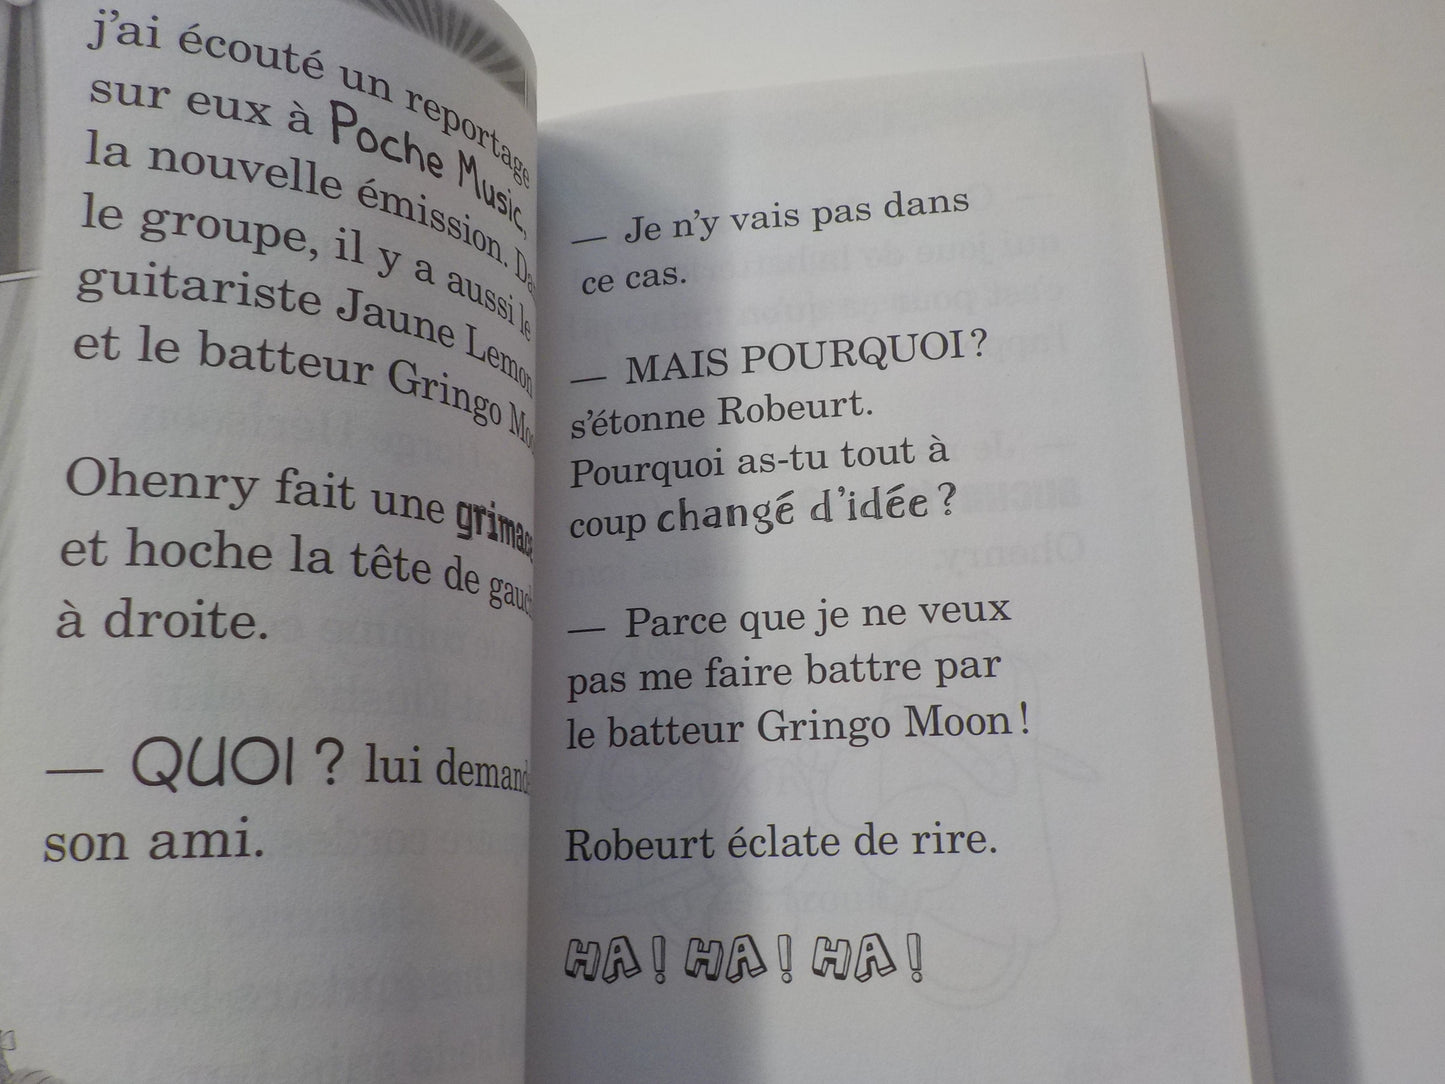 j'ai écouté un reportage
sur eux à Poche Music,
la nouvelle émission.
le groupe, il y a aussi le
guitariste Jaune Lemon
et le batteur Gringo
Ohenry fait une
et hoche la tête de
à droite.
— QUOI ? lui
son ami.
— Je n'y vais pas dans
ce cas.
— MAIS POURQUOI ?
s'étonne Robeurt.
Pourquoi as-tu tout à
coup changé d'idée ?
— Parce que je ne veux
pas me faire battre par
le batteur Gringo Moon !
Robeurt éclate de rire.
HA ! HA ! HA !